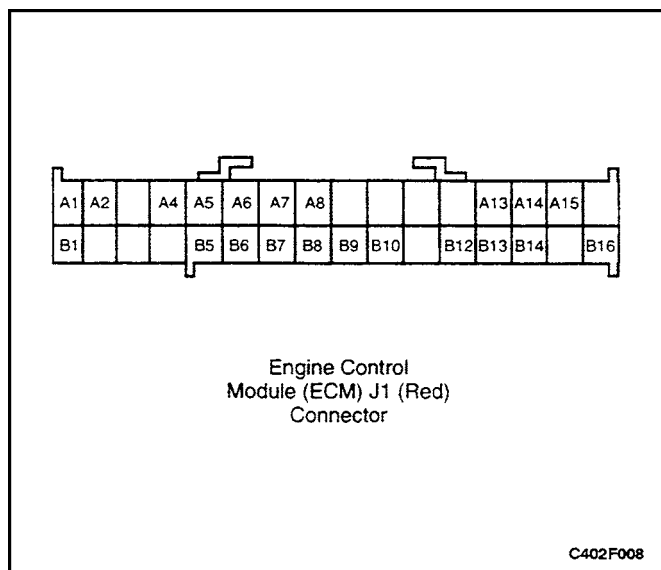 A1 A2 A4 A5 A6 A7 A8 A13 A14 A15
B1 B5 B6 B7 B8 B9 B10 B12 B13 B14 B16
Engine Control
Module (ECM) J1 (Red)
Connector
C402F008